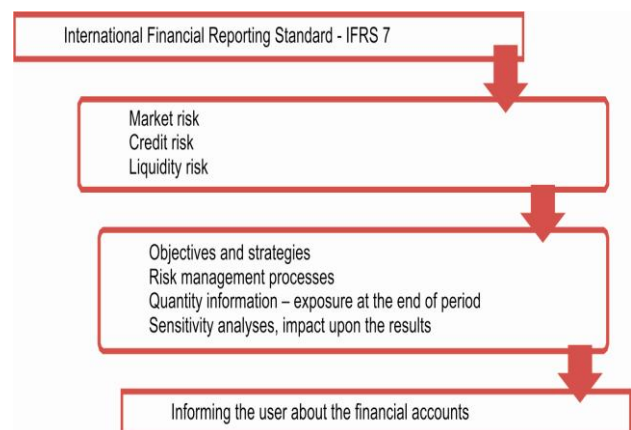 International Financial Reporting Standard - IFRS 7
Market risk
Credit risk
Liquidity risk
Objectives and strategies
Risk management processes
Quantity information – exposure at the end of period
Sensitivity analyses, impact upon the results
Informing the user about the financial accounts